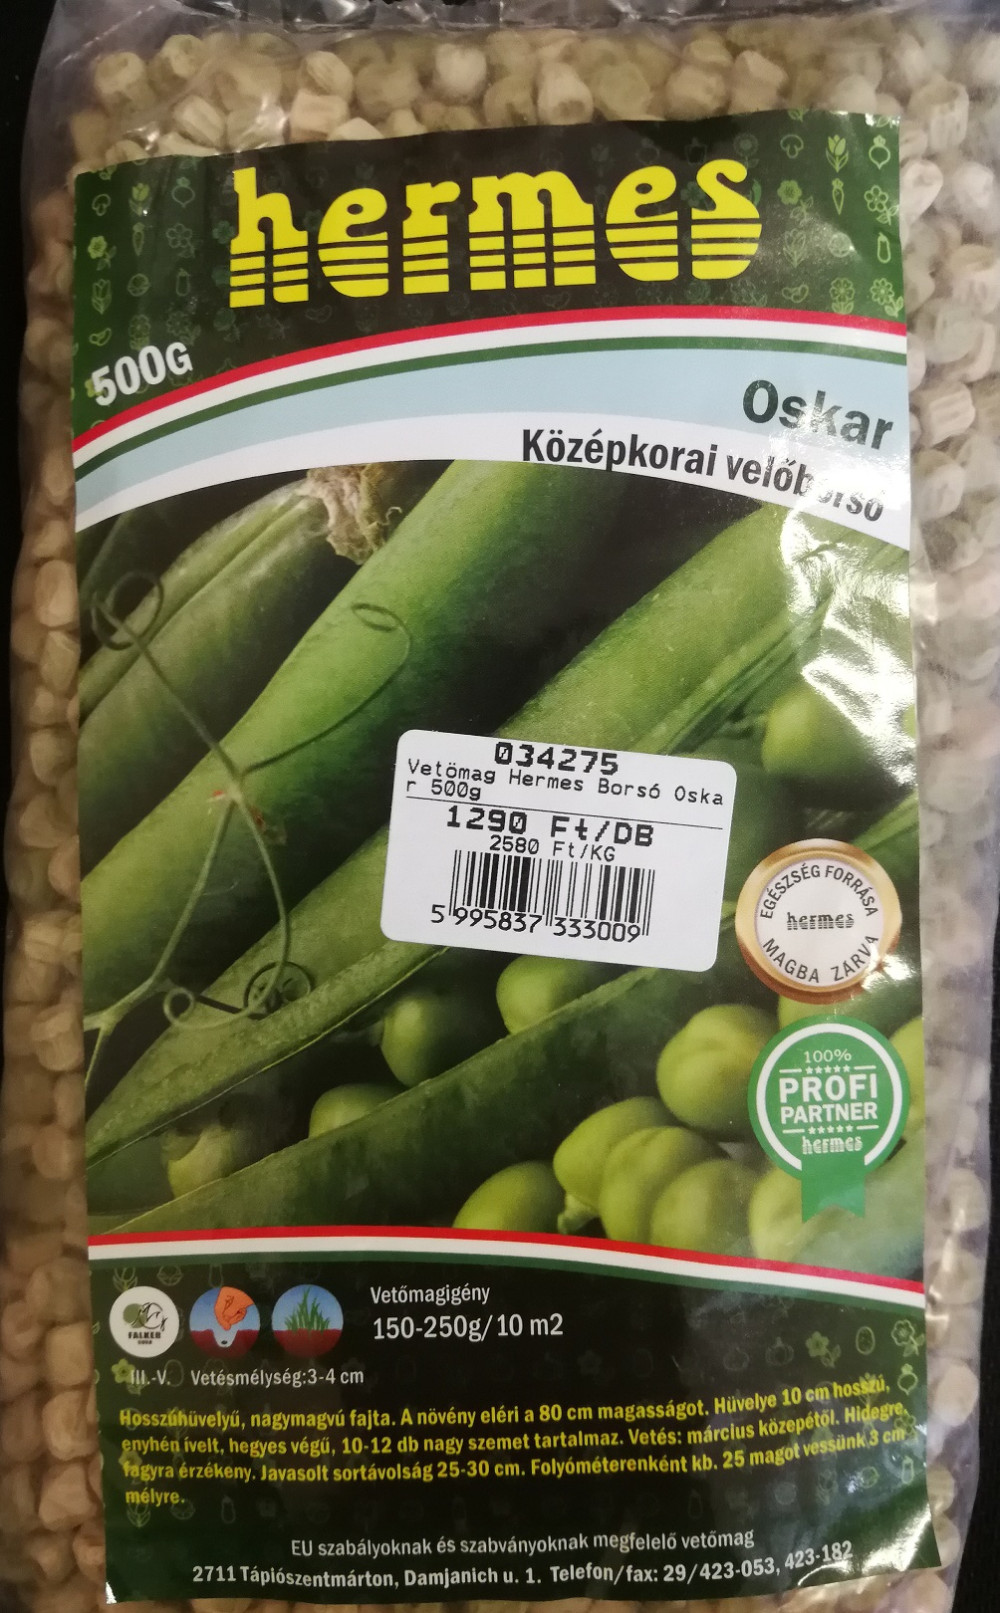 hermes
500G
Oskar
Középkorai velőborsó
034275
Vetömag Hermes Borsó Oska
r 500g
1290 Ft/DB
2580 Ft/KG
5 995837 333009
EGÉSZSÉG FORRÁSA
hermes
MAGBA ZÁRVA
100%
PROFI
PARTNER
hermes
Vetőmagigény
150-250g/10 m2
III.-V. Vetésmélység:3-4 cm
Hosszúhüvelyű, nagymagvú fajta. A növény eléri a 80 cm magasságot. Hüvelye 10 cm hosszú,
enyhén ívelt, hegyes végű, 10-12 db nagy szemet tartalmaz. Vetés: március közepétől. Hidegre,
fagyra érzékeny. Javasolt sortávolság 25-30 cm. Folyóméterenként kb. 25 magot vessünk 3 cm
mélyre.
EU szabályoknak és szabványoknak megfelelő vetőmag
2711 Tápiószentmárton, Damjanich u. 1. Telefon/fax: 29/423-053, 423-182